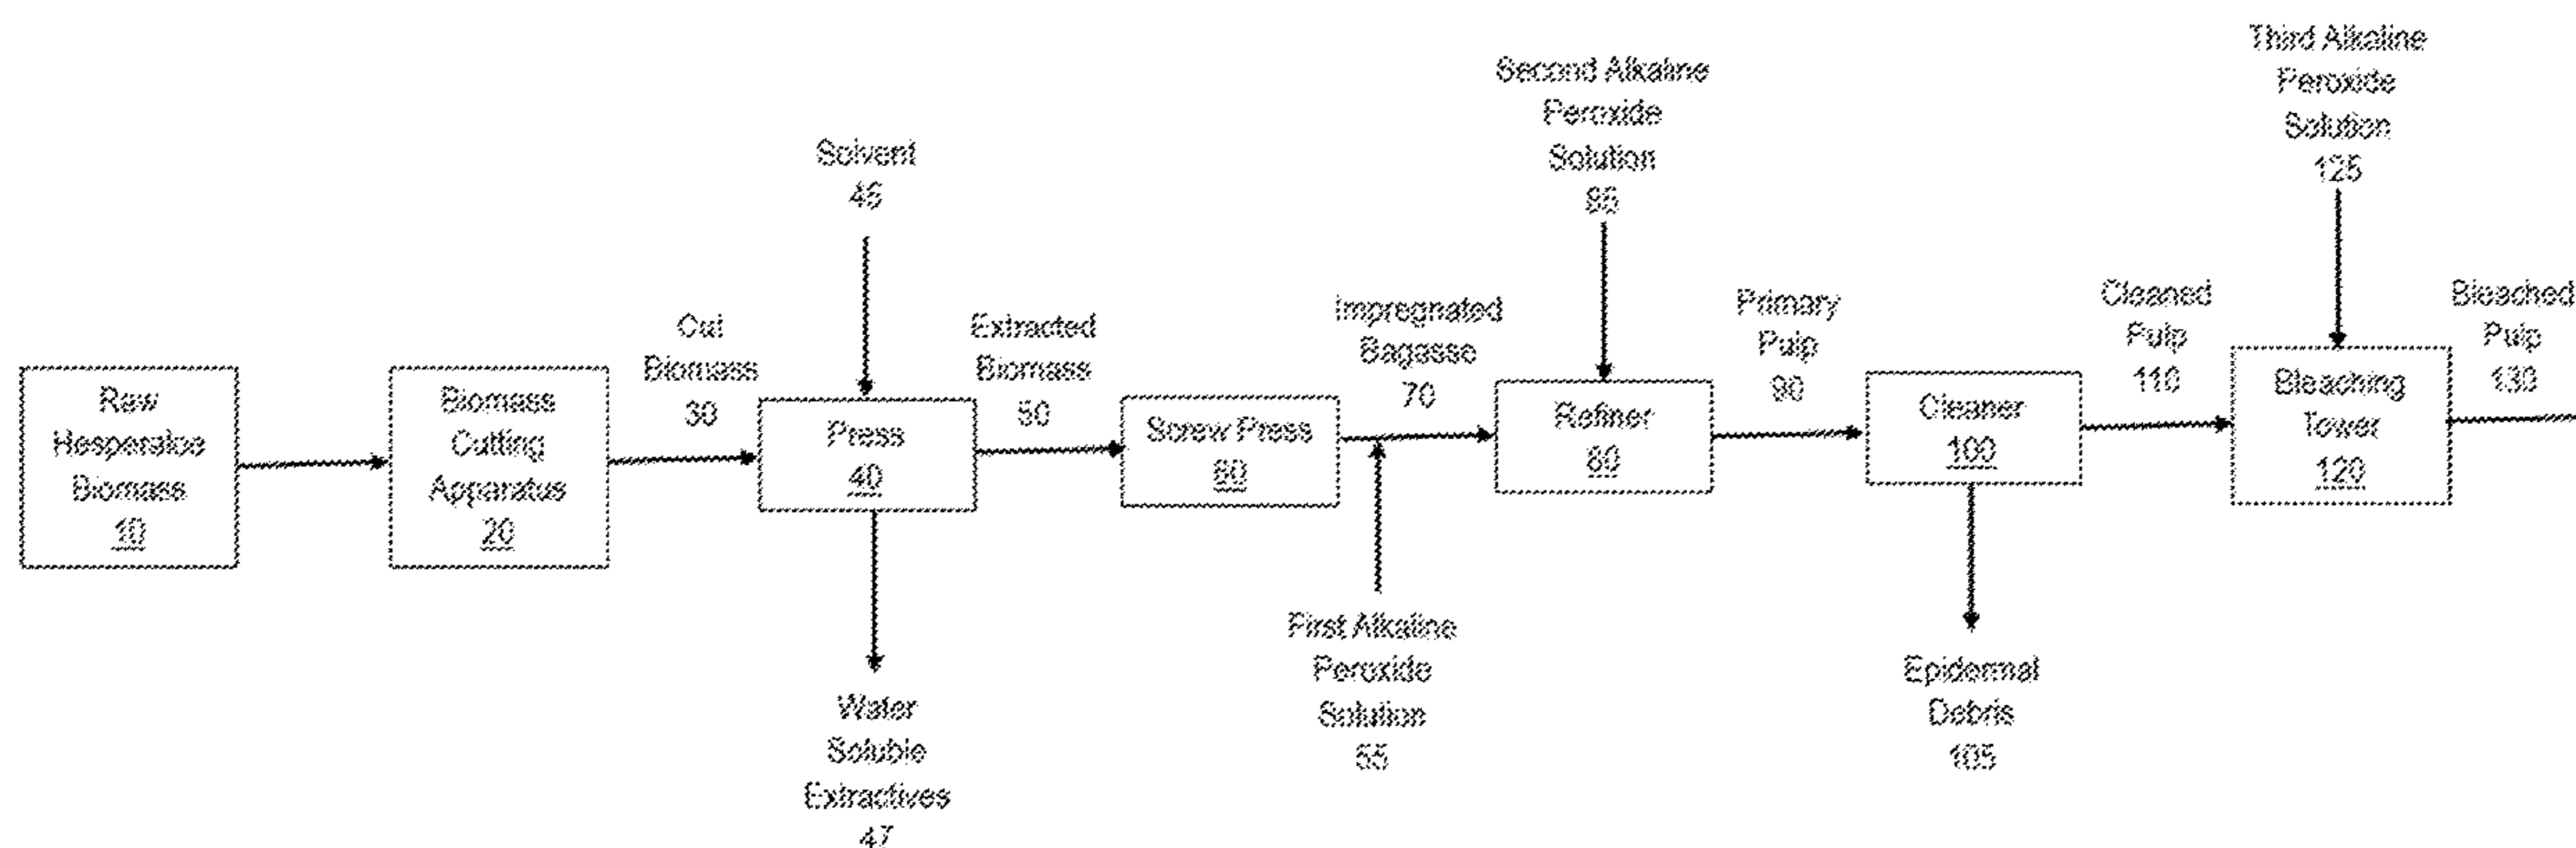 Raw
Hesperaloe
Biomass
10
Biomass
Cutting
Apparatus
20
Cut
Biomass
30
Solvent
45
Press
40
Water
Soluble
Extractives
47
Extracted
Biomass
50
Screw Press
60
Impregnated
Bagasse
70
First Alkaline
Peroxide
Solution
65
Second Alkaline
Peroxide
Solution
85
Refiner
80
Primary
Pulp
90
Cleaner
100
Epidermal
Debris
105
Cleaned
Pulp
110
Third Alkaline
Peroxide
Solution
125
Bleaching
Tower
120
Bleached
Pulp
130